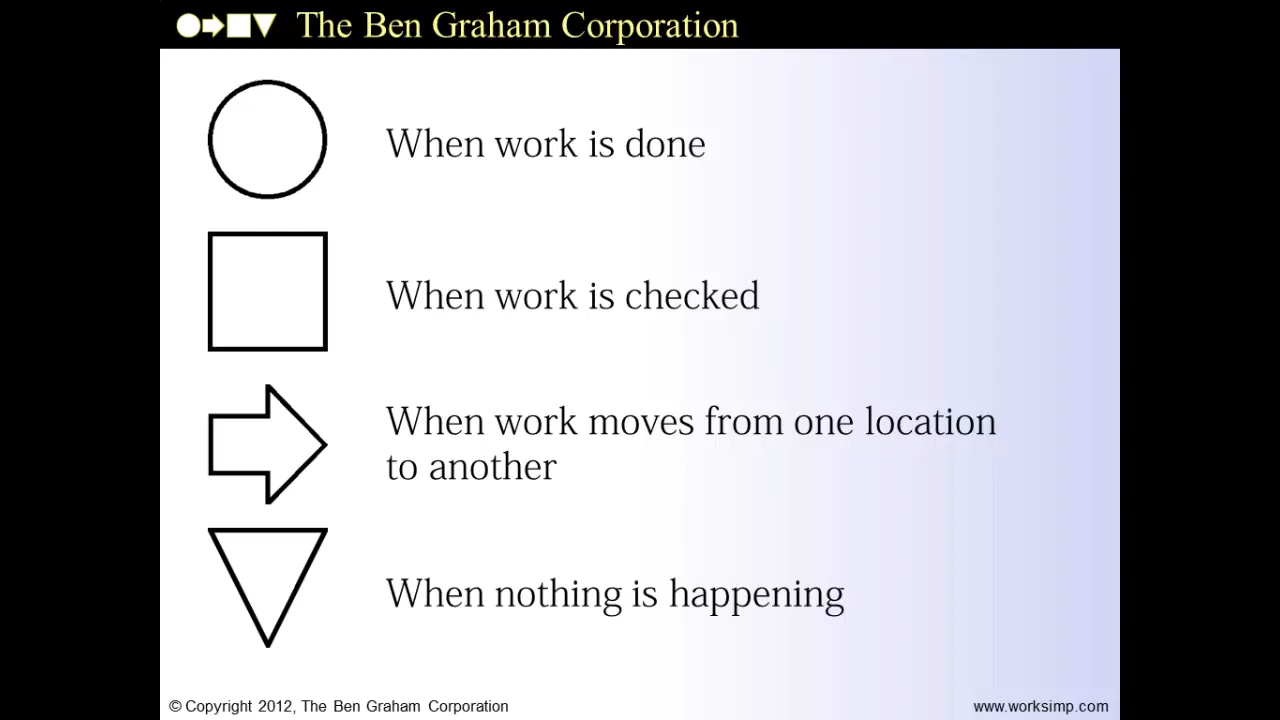 The Ben Graham Corporation
When work is done
When work is checked
When work moves from one location
to another
When nothing is happening
© Copyright 2012, The Ben Graham Corporation
www.worksimp.com